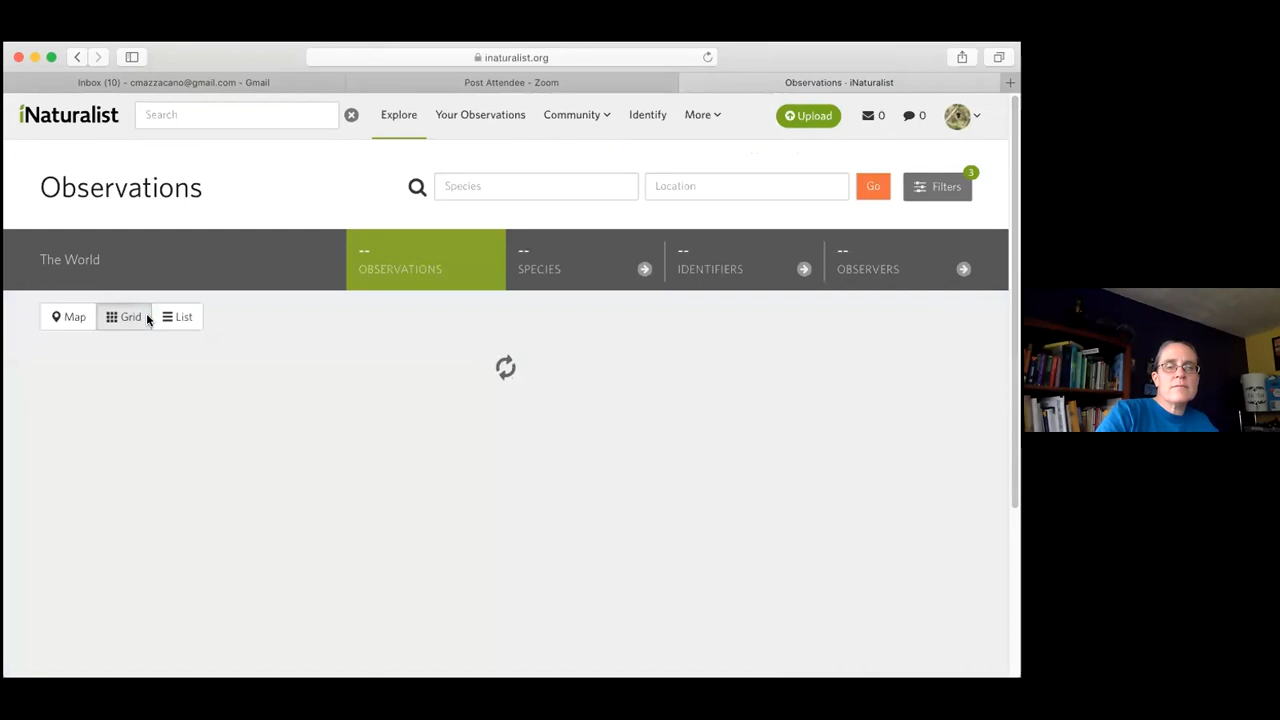 inaturalist.org
Inbox (10) - cmazzacano@gmail.com - Gmail
Post Attendee - Zoom
Observations · iNaturalist
iNaturalist
Search
Explore
Your Observations
Community
Identify
More
Upload
0
0
Observations
Species
Location
Go
Filters
3
The World
--
OBSERVATIONS
--
SPECIES
--
IDENTIFIERS
--
OBSERVERS
Map
Grid
List